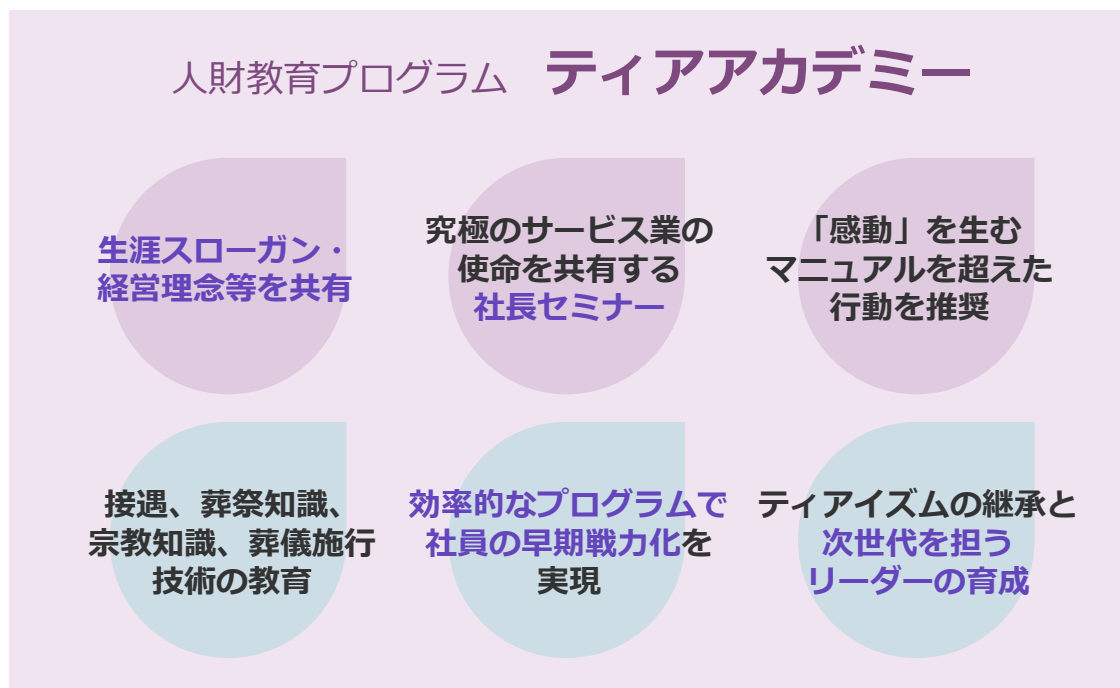 人財教育プログラム ティアアカデミー
生涯スローガン・
経営理念等を共有
究極のサービス業の
使命を共有する
社長セミナー
「感動」を生む
マニュアルを超えた
行動を推奨
接遇、葬祭知識、
宗教知識、葬儀施行
技術の教育
効率的なプログラムで
社員の早期戦力化を
実現
ティアイズムの継承と
次世代を担う
リーダーの育成